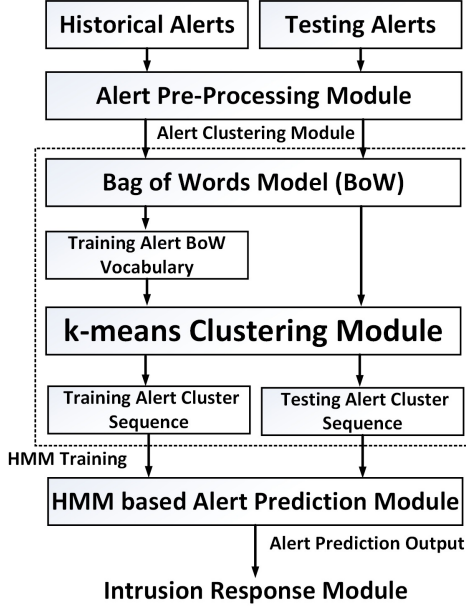 Historical Alerts
Testing Alerts
Alert Pre-Processing Module
Alert Clustering Module
Bag of Words Model (BoW)
Training Alert BoW
Vocabulary
k-means Clustering Module
Training Alert Cluster
Sequence
Testing Alert Cluster
Sequence
HMM Training
HMM based Alert Prediction Module
Alert Prediction Output
Intrusion Response Module